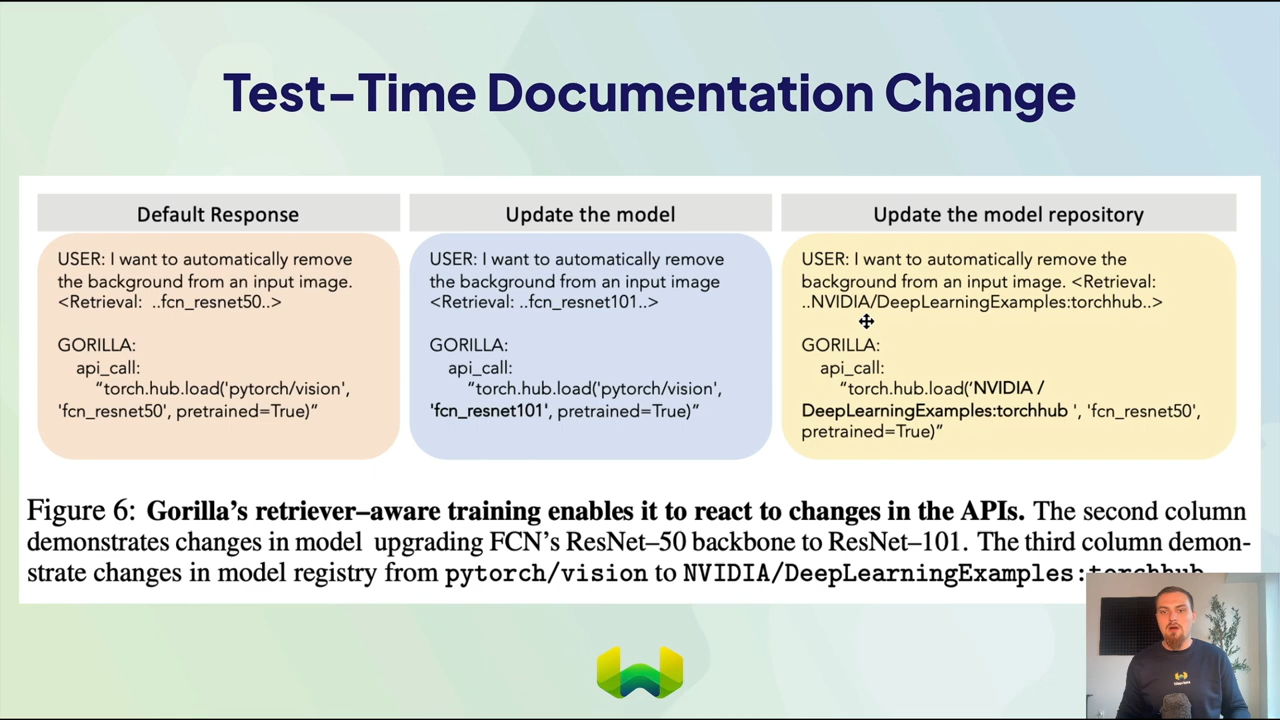 Test-Time Documentation Change
Default Response
USER: I want to automatically remove
the background from an input image.
<Retrieval: ..fcn_resnet50..>
GORILLA:
api_call:
"torch.hub.load('pytorch/vision',
'fcn_resnet50', pretrained=True)"
Update the model
USER: I want to automatically remove
the background from an input image
<Retrieval: ..fcn_resnet101..>
GORILLA:
api_call:
"torch.hub.load('pytorch/vision',
'fcn_resnet101', pretrained=True)"
Update the model repository
USER: I want to automatically remove the
background from an input image. <Retrieval:
..NVIDIA/DeepLearningExamples:torchhub..>
GORILLA:
api_call:
"torch.hub.load('NVIDIA /
DeepLearningExamples:torchhub ', 'fcn_resnet50',
pretrained=True)"
Figure 6: Gorilla's retriever–aware training enables it to react to changes in the APIs. The second column
demonstrates changes in model upgrading FCN's ResNet–50 backbone to ResNet–101. The third column demon-
strate changes in model registry from pytorch/vision to NVIDIA/DeepLearningExamples:torchhub